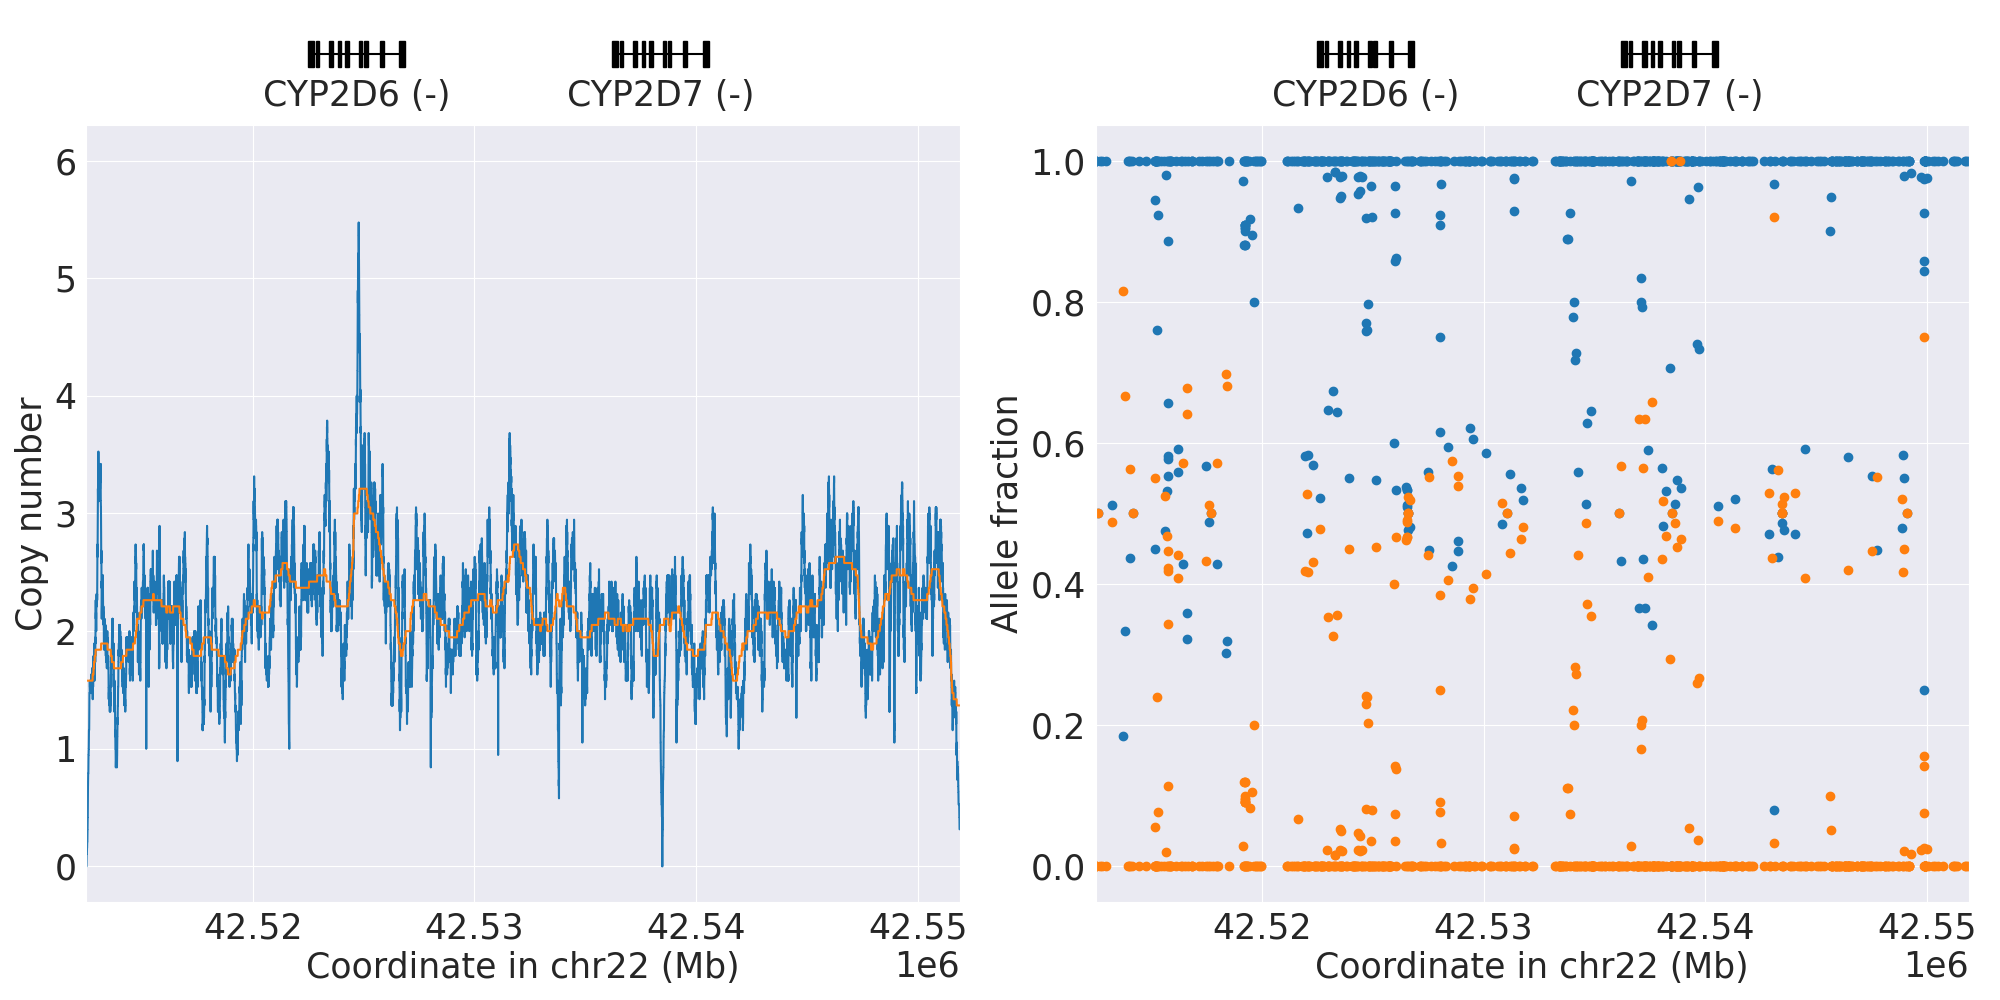 CYP2D6 (-) CYP2D7 (-)
Copy number
6
5
4
3
2
1
0
42.52 42.53 42.54 42.55
Coordinate in chr22 (Mb) 1e6
CYP2D6 (-) CYP2D7 (-)
Allele fraction
1.0
0.8
0.6
0.4
0.2
0.0
42.52 42.53 42.54 42.55
Coordinate in chr22 (Mb) 1e6